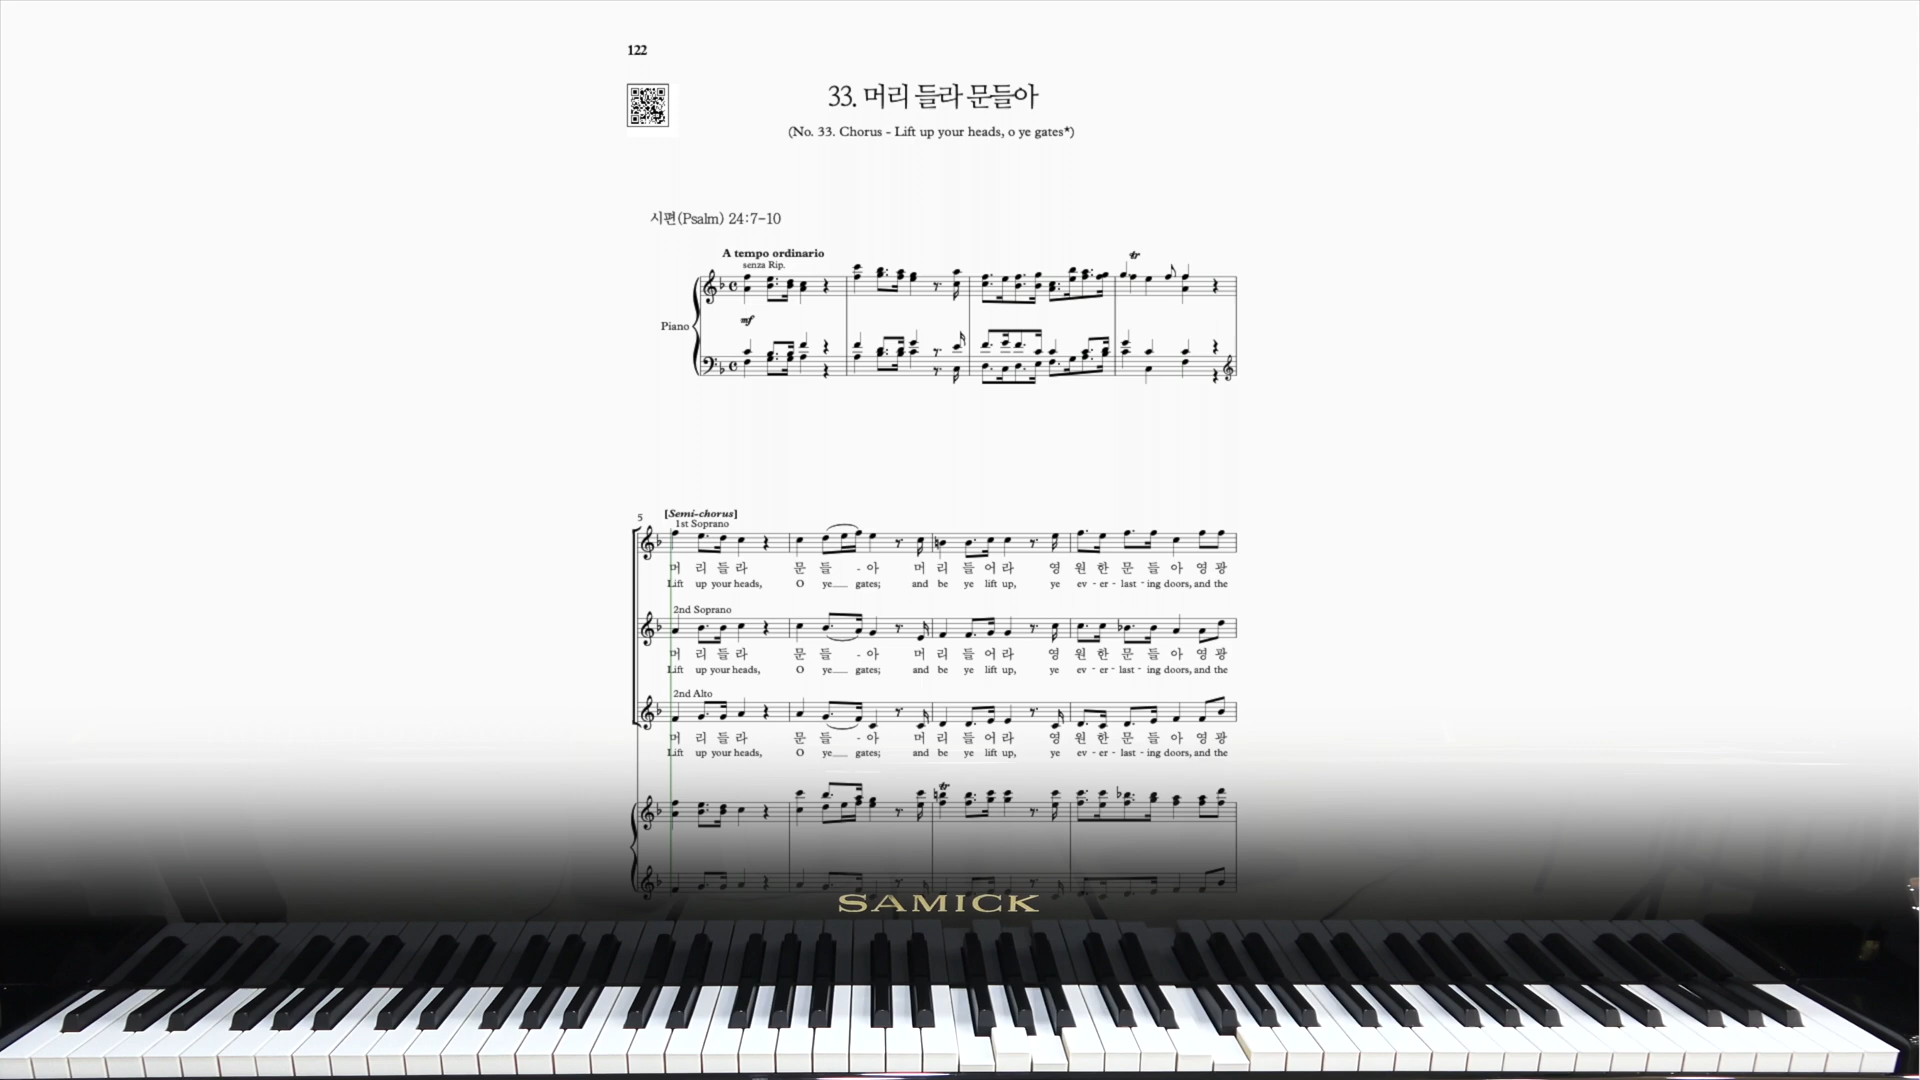 122
33. 머리 들라 문들아
(No. 33. Chorus - Lift up your heads, o ye gates*)
시편(Psalm) 24:7-10
A tempo ordinario
senza Rip.
tr
Piano
mf
5
[Semi-chorus]
1st Soprano
머 리 들 라 문 들 - 아 머 리 들 어 라 영 원 한 문 들 아 영 광
Lift up your heads, O ye__ gates; and be ye lift up, ye ev - er - last - ing doors, and the
2nd Soprano
머 리 들 라 문 들 - 아 머 리 들 어 라 영 원 한 문 들 아 영 광
Lift up your heads, O ye__ gates; and be ye lift up, ye ev - er - last - ing doors, and the
2nd Alto
머 리 들 라 문 들 - 아 머 리 들 어 라 영 원 한 문 들 아 영 광
Lift up your heads, O ye__ gates; and be ye lift up, ye ev - er - last - ing doors, and the
tr
SAMICK